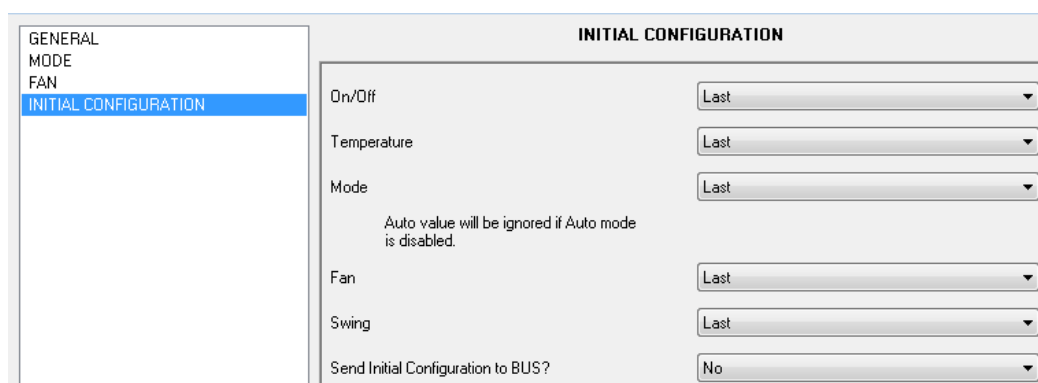 INITIAL CONFIGURATION
GENERAL
MODE
FAN
INITIAL CONFIGURATION
On/Off Last
Temperature Last
Mode Last
Auto value will be ignored if Auto mode
is disabled.
Fan Last
Swing Last
Send Initial Configuration to BUS? No